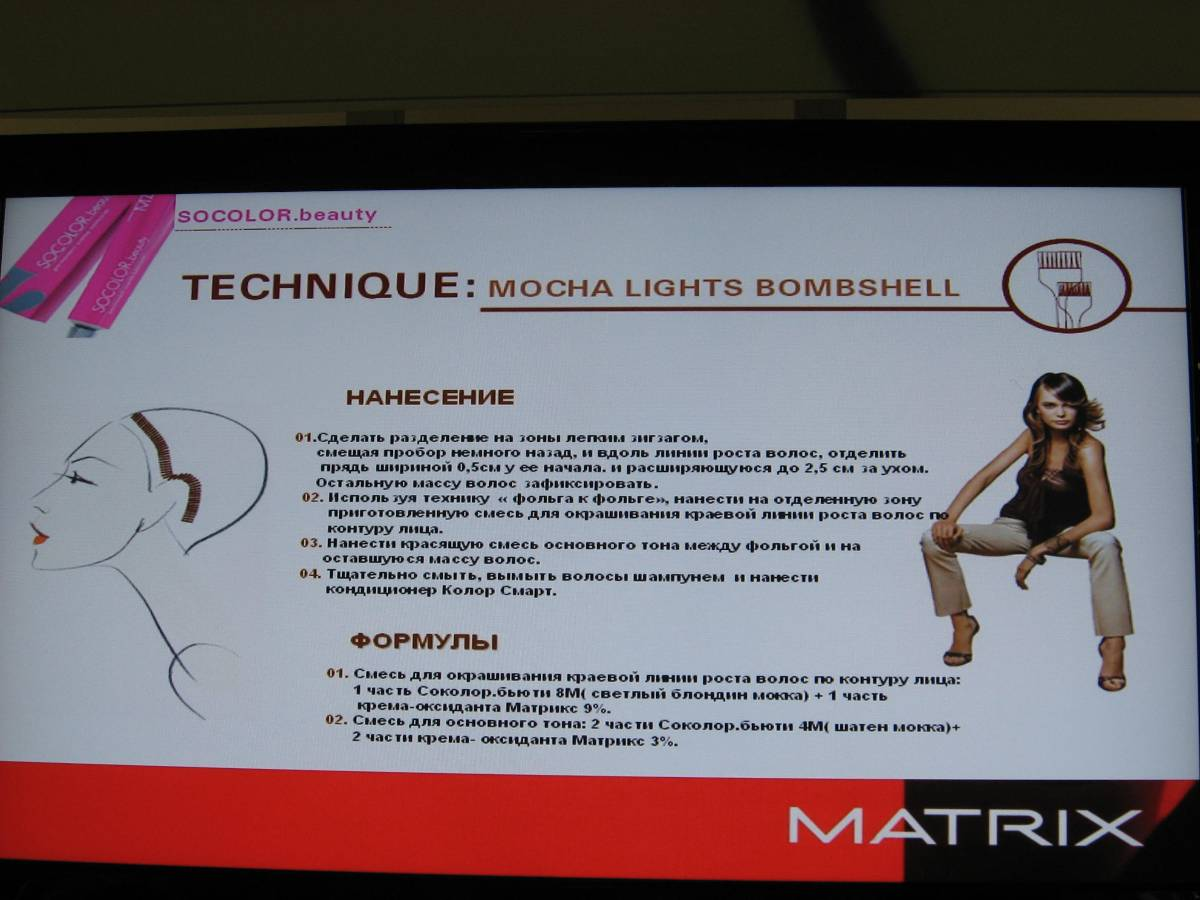 SOCOLOR.beauty
SOCOLOR.beauty
SOCOLOR.beauty
TECHNIQUE: MOCHA LIGHTS BOMBSHELL
НАНЕСЕНИЕ
01.Сделать разделение на зоны легким зигзагом,
смещая пробор немного назад, и вдоль линии роста волос, отделить
прядь шириной 0,5см у ее начала. и расширяющуюся до 2,5 см за ухом.
Остальную массу волос зафиксировать.
02. Используя технику « фольга к фольге», нанести на отделенную зону
приготовленную смесь для окрашивания краевой линии роста волос по
контуру лица.
03. Нанести красящую смесь основного тона между фольгой и на
оставшуюся массу волос.
04. Тщательно смыть, вымыть волосы шампунем и нанести
кондиционер Колор Смарт.
ФОРМУЛЫ
01. Смесь для окрашивания краевой линии роста волос по контуру лица:
1 часть Соколор.бьюти 8М( светлый блондин мокка) + 1 часть
крема-оксиданта Матрикс 9%.
02. Смесь для основного тона: 2 части Соколор.бьюти 4М( шатен мокка)+
2 части крема- оксиданта Матрикс 3%.
MATRIX